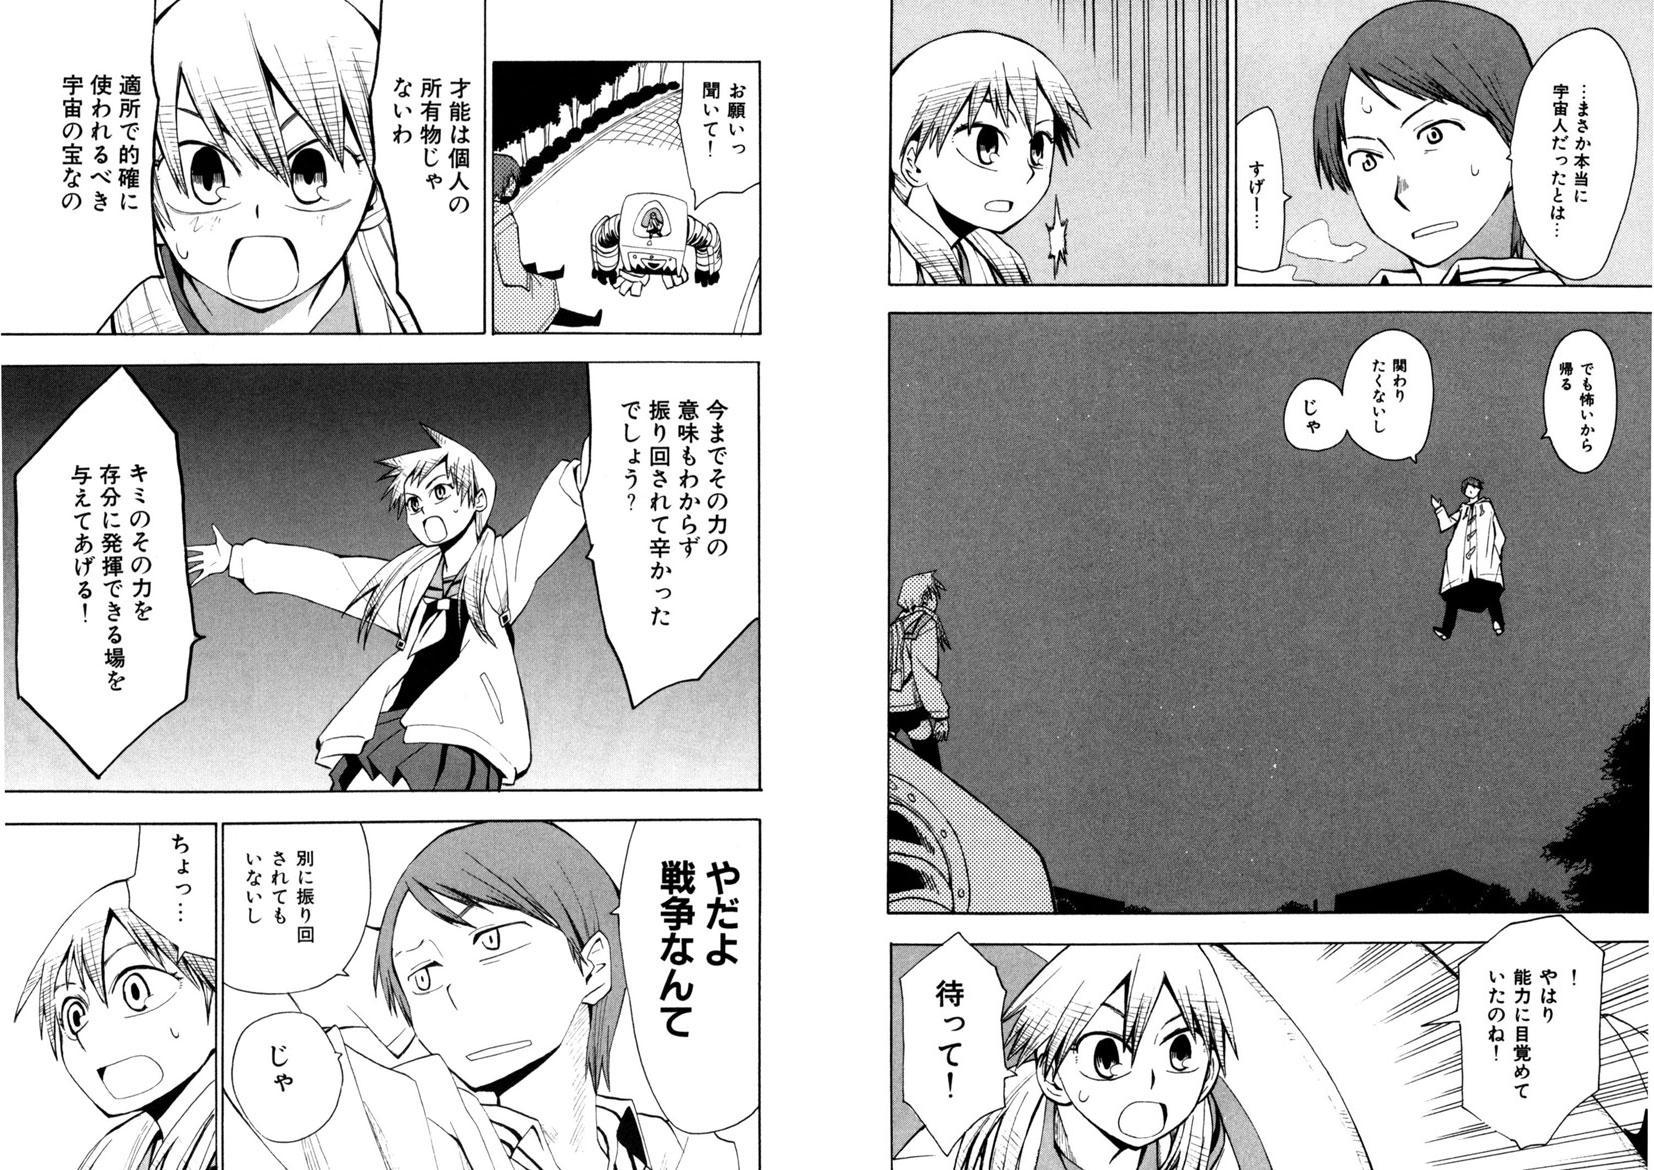 …まさか本当に
宇宙人だったとは…
すげー…
でも怖いから
帰る
関わり
たくないし
じゃ
！
やはり
能力に目覚めて
いたのね！
待って！
お願いっ
聞いて！
才能は個人の
所有物じゃ
ないわ
適所で的確に
使われるべき
宇宙の宝なの
今までその力の
意味もわからず
振り回されて辛かった
でしょう？
キミのその力を
存分に発揮できる場を
与えてあげる！
やだよ
戦争なんて
別に振り回
されても
いないし
じゃ
ちょっ…